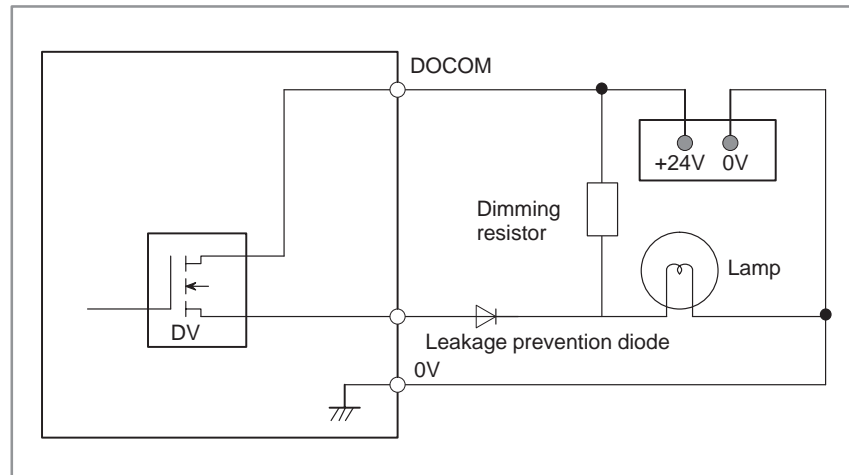 DOCOM
+24V 0V
Dimming
resistor
Lamp
DV
Leakage prevention diode
0V